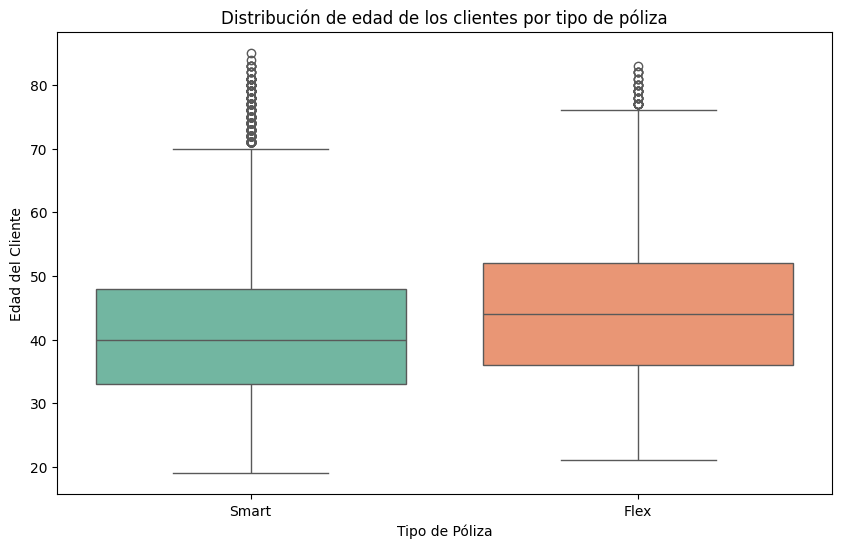 Distribución de edad de los clientes por tipo de póliza
Edad del Cliente
80
70
60
50
40
30
20
Smart
Flex
Tipo de Póliza